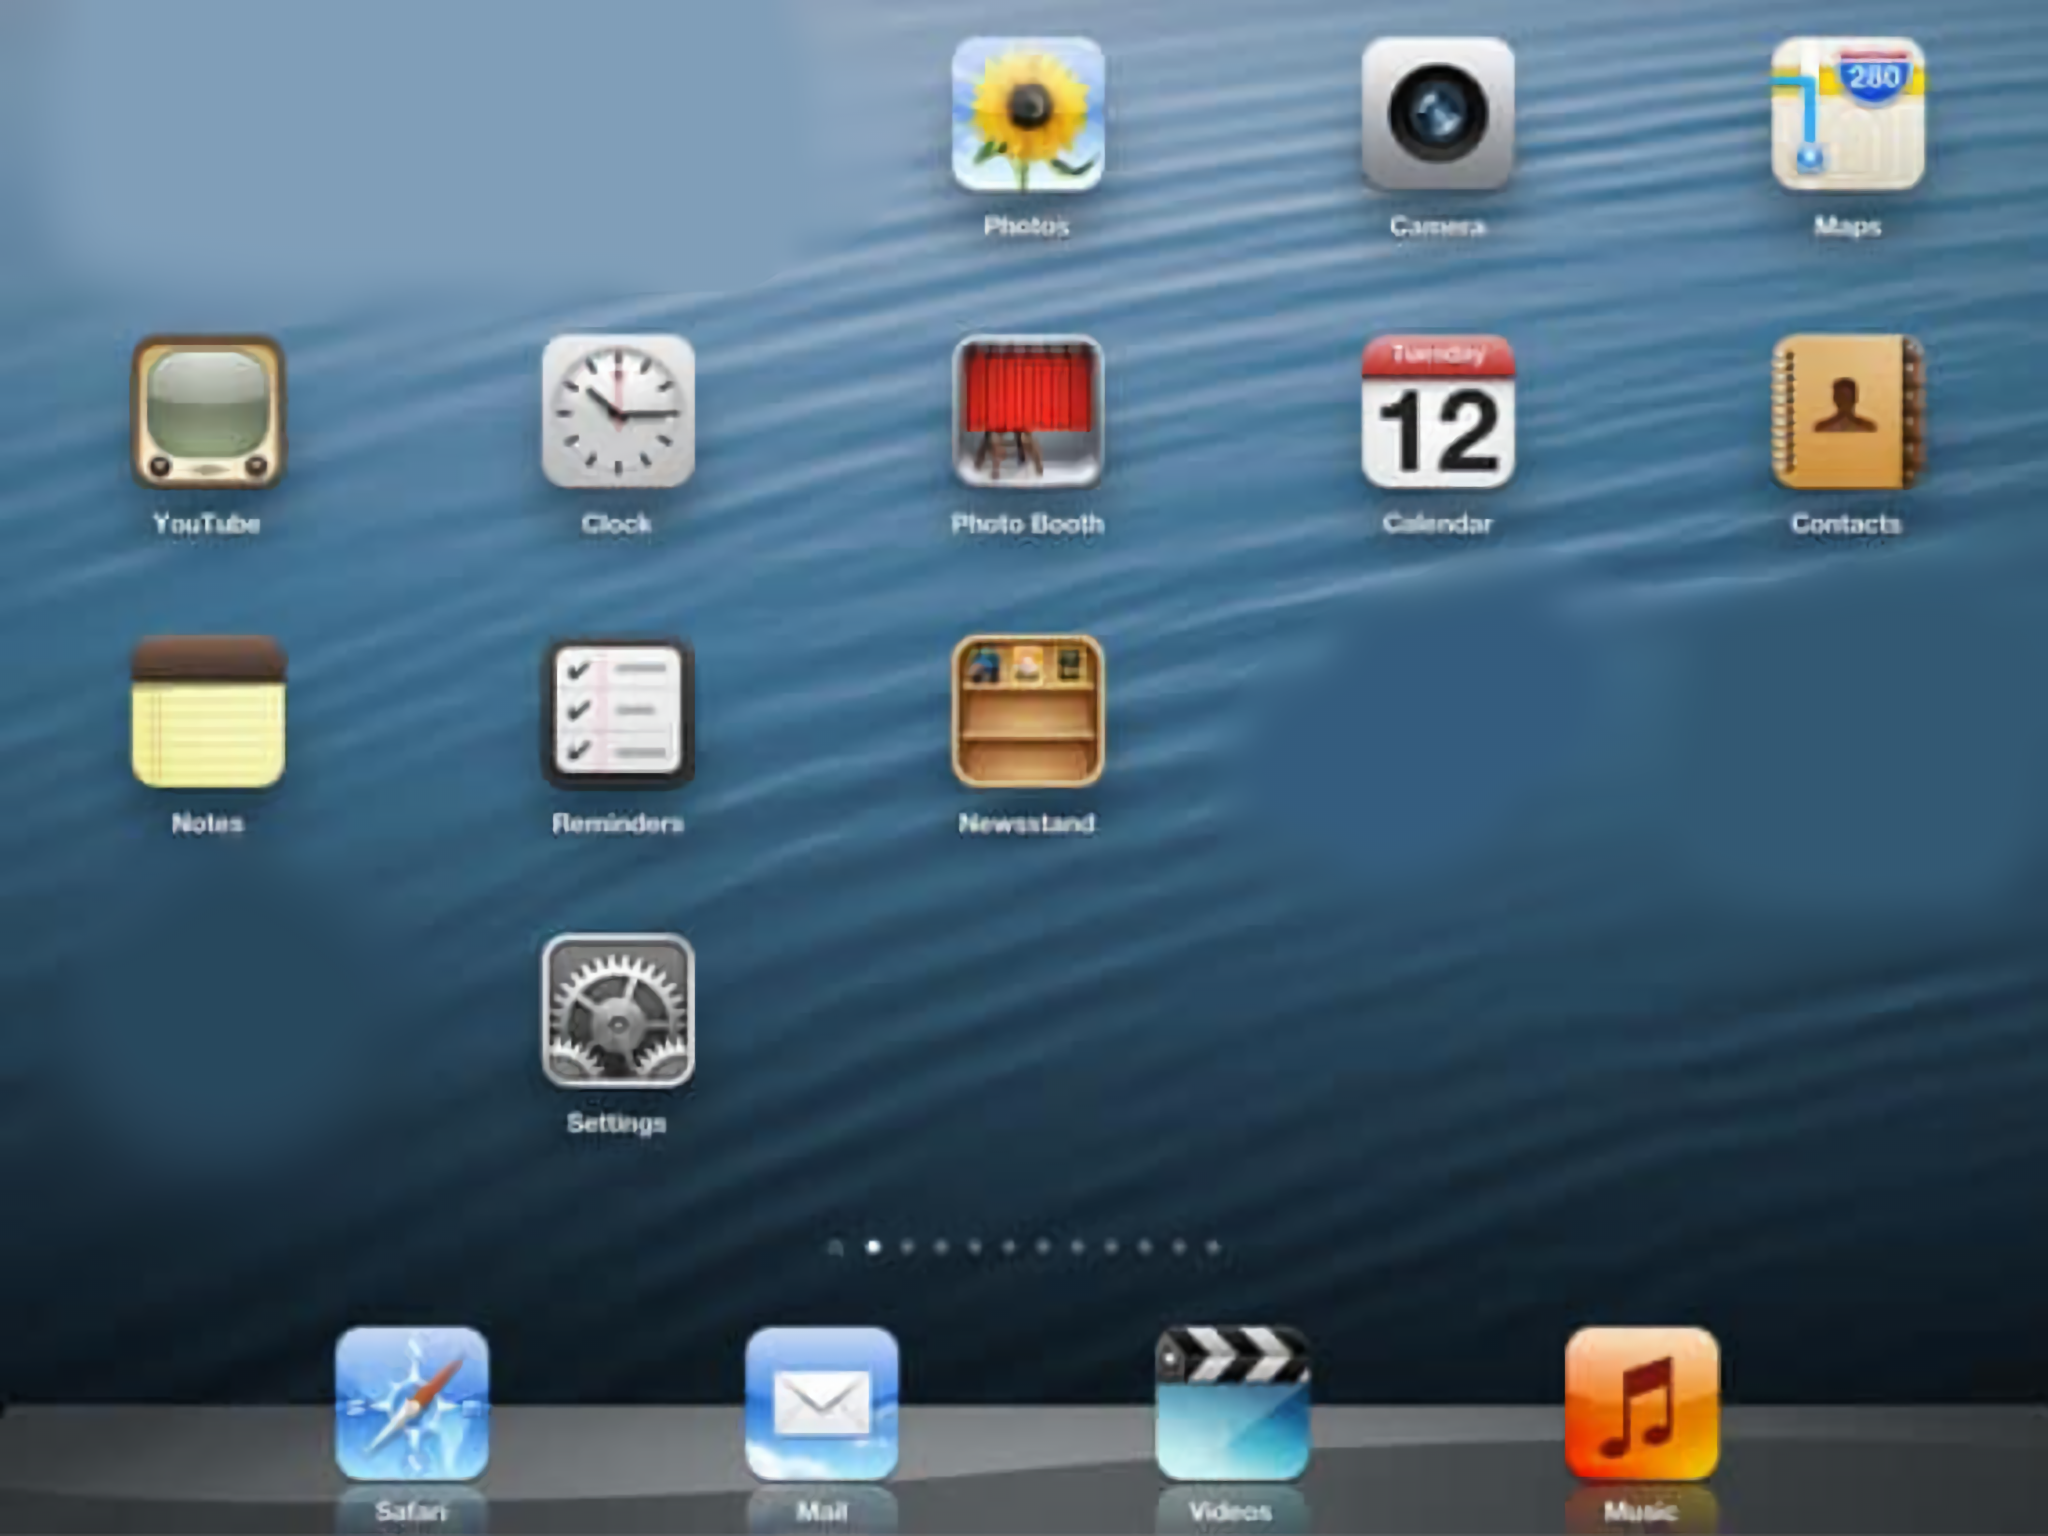 280
Photos Camera Maps
Tuesday
12
YouTube Clock Photo Booth Calendar Contacts
Notes Reminders Newsstand
Settings
Safari Mail Videos Music